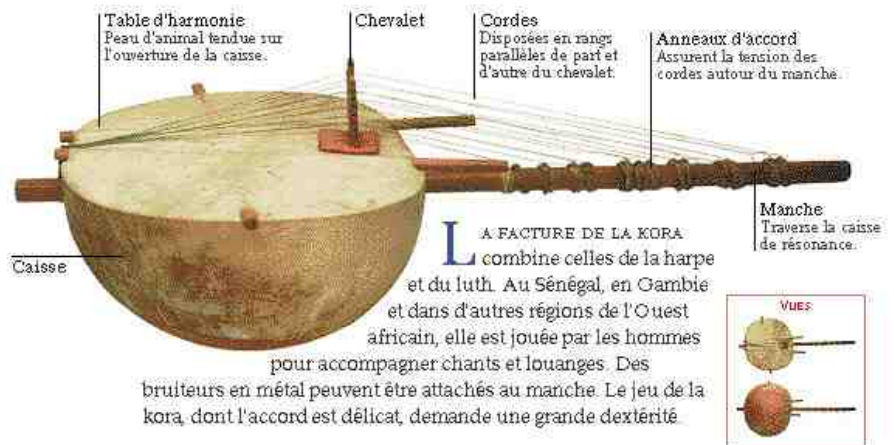 Table d'harmonie
Peau d'animal tendue sur
l'ouverture de la caisse.
Chevalet
Cordes
Disposées en rangs
parallèles de part et
d'autre du chevalet.
Anneaux d'accord
Assurent la tension des
cordes autour du manche.
Manche
Traverse la caisse
de résonance.
Caisse
LA FACTURE DE LA KORA
combine celles de la harpe
et du luth. Au Sénégal, en Gambie
et dans d'autres régions de l'Ouest
africain, elle est jouée par les hommes
pour accompagner chants et louanges. Des
bruiteurs en métal peuvent être attachés au manche. Le jeu de la
kora, dont l'accord est délicat, demande une grande dextérité.
VUES